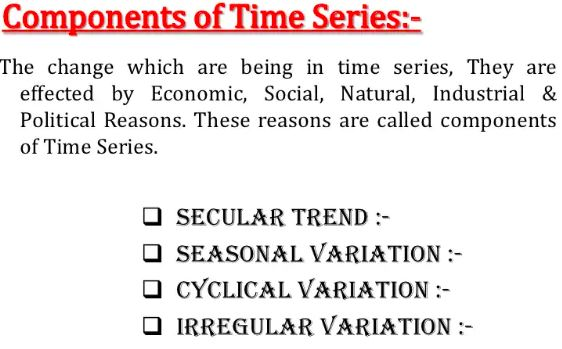 Components of Time Series:-
The change which are being in time series, They are
effected by Economic, Social, Natural, Industrial &
Political Reasons. These reasons are called components
of Time Series.
❑ SECULAR TREND :-
❑ SEASONAL VARIATION :-
❑ CYCLICAL VARIATION :-
❑ IRREGULAR VARIATION :-